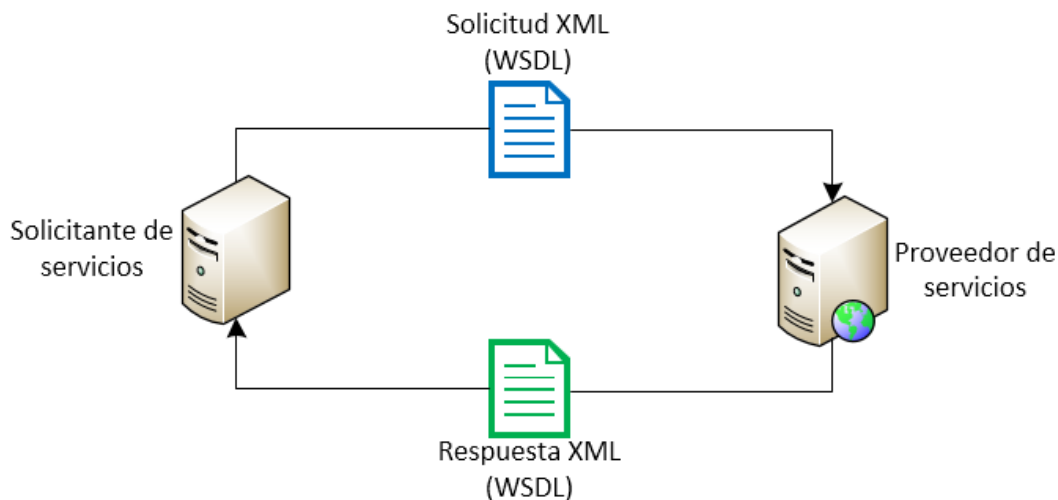 Solicitud XML
(WSDL)
Solicitante de
servicios
Proveedor de
servicios
Respuesta XML
(WSDL)